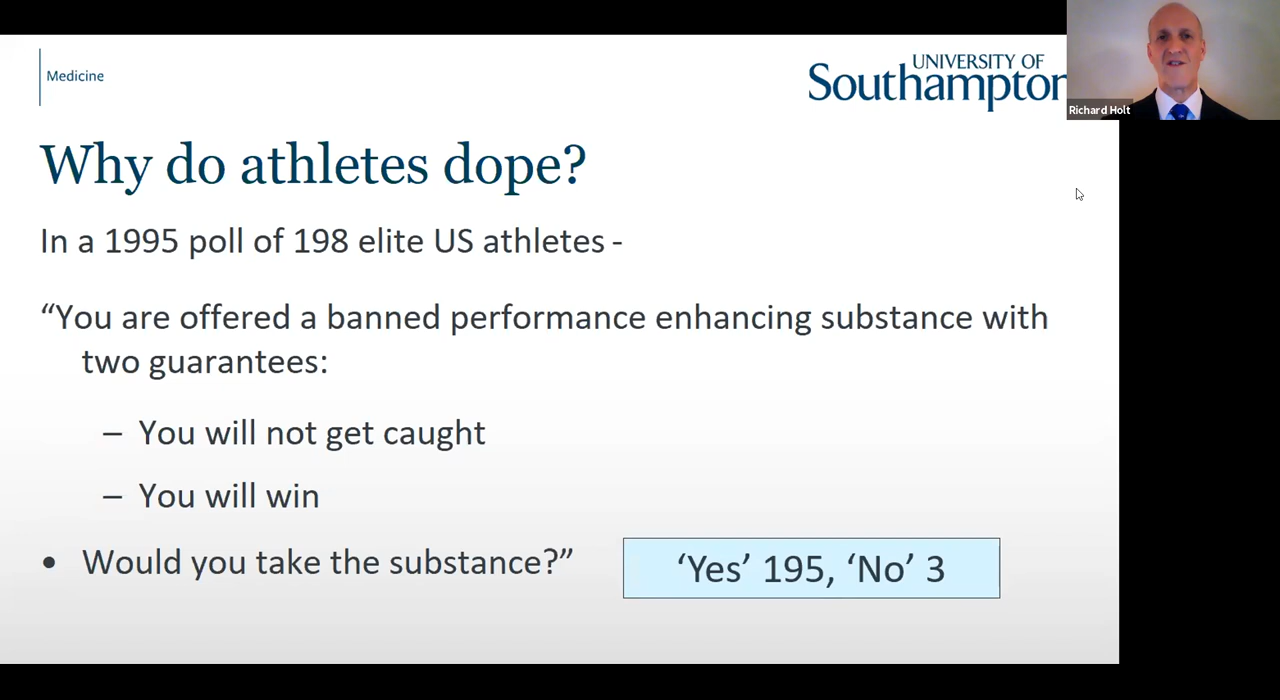 Medicine
UNIVERSITY OF
Southampton
Richard Holt
Why do athletes dope?
In a 1995 poll of 198 elite US athletes -
“You are offered a banned performance enhancing substance with
two guarantees:
– You will not get caught
– You will win
• Would you take the substance?”
‘Yes’ 195, ‘No’ 3